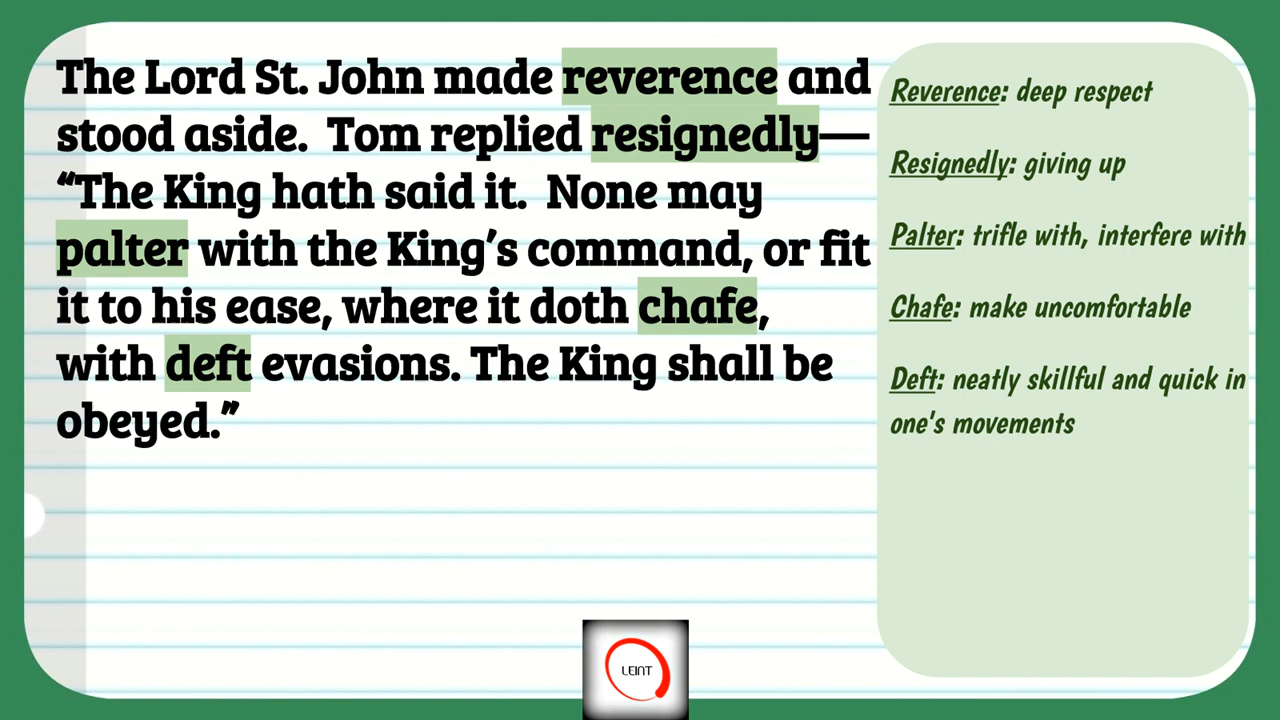 The Lord St. John made reverence and
stood aside.  Tom replied resignedly—
“The King hath said it.  None may
palter with the King’s command, or fit
it to his ease, where it doth chafe,
with deft evasions. The King shall be
obeyed.”
Reverence: deep respect
Resignedly: giving up
Palter: trifle with, interfere with
Chafe: make uncomfortable
Deft: neatly skillful and quick in
one's movements
LEINT